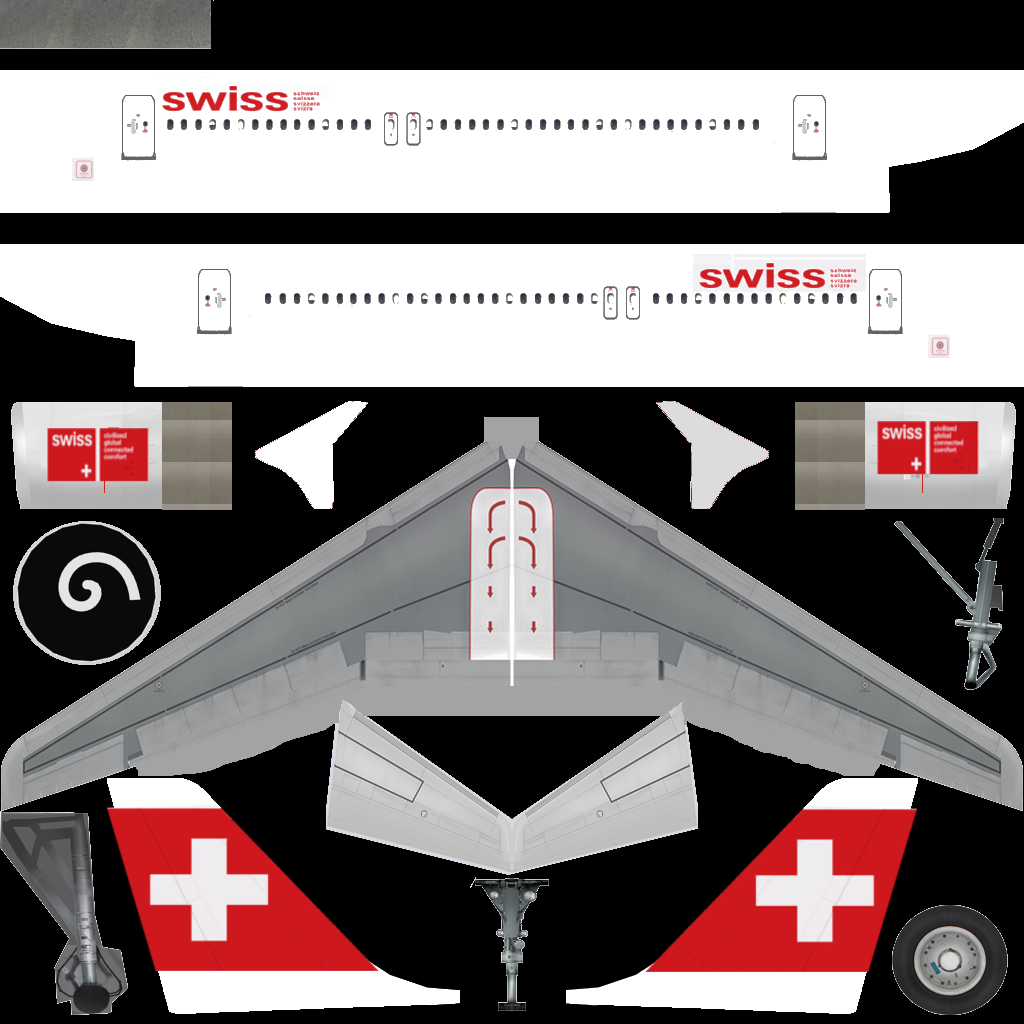 swiss
schweiz
suisse
svizzera
svizra
swiss
schweiz
suisse
svizzera
svizra
swiss
civilized
global
connected
comfort
swiss
civilized
global
connected
comfort